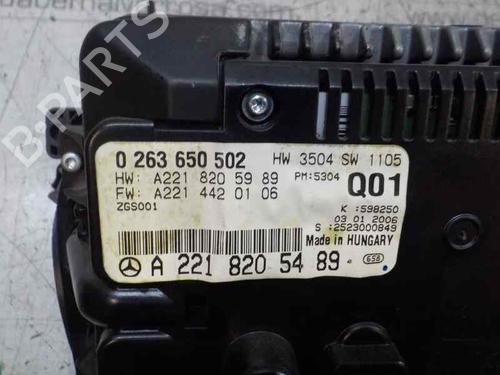 B-PARTS
0 263 650 502 HW 3504 SW 1105
HW: A221 820 59 89 PM:5304 Q01
FW: A221 442 01 06 K :598250
ZGS001 03 01 2006
S :2523000849
Made in HUNGARY
A 221 820 54 89 658